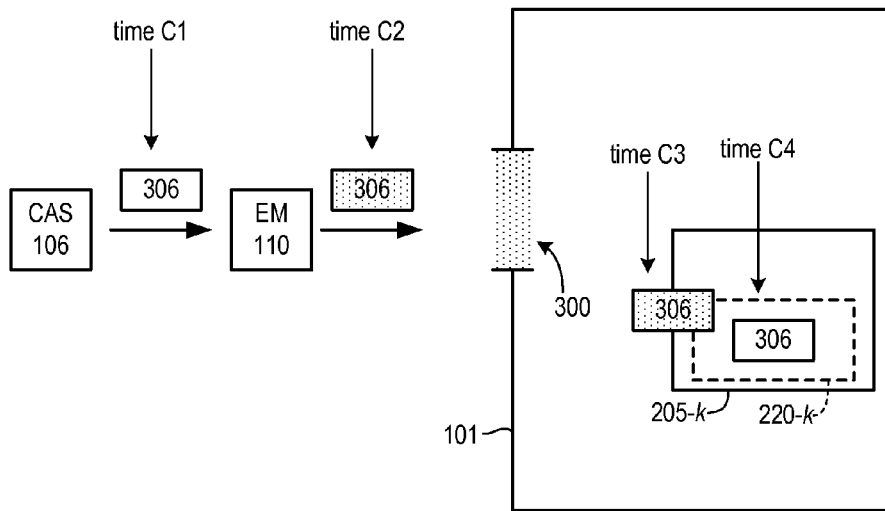 time C1
time C2
time C3
time C4
306
306
CAS
106
EM
110
300
306
306
205-k
220-k
101